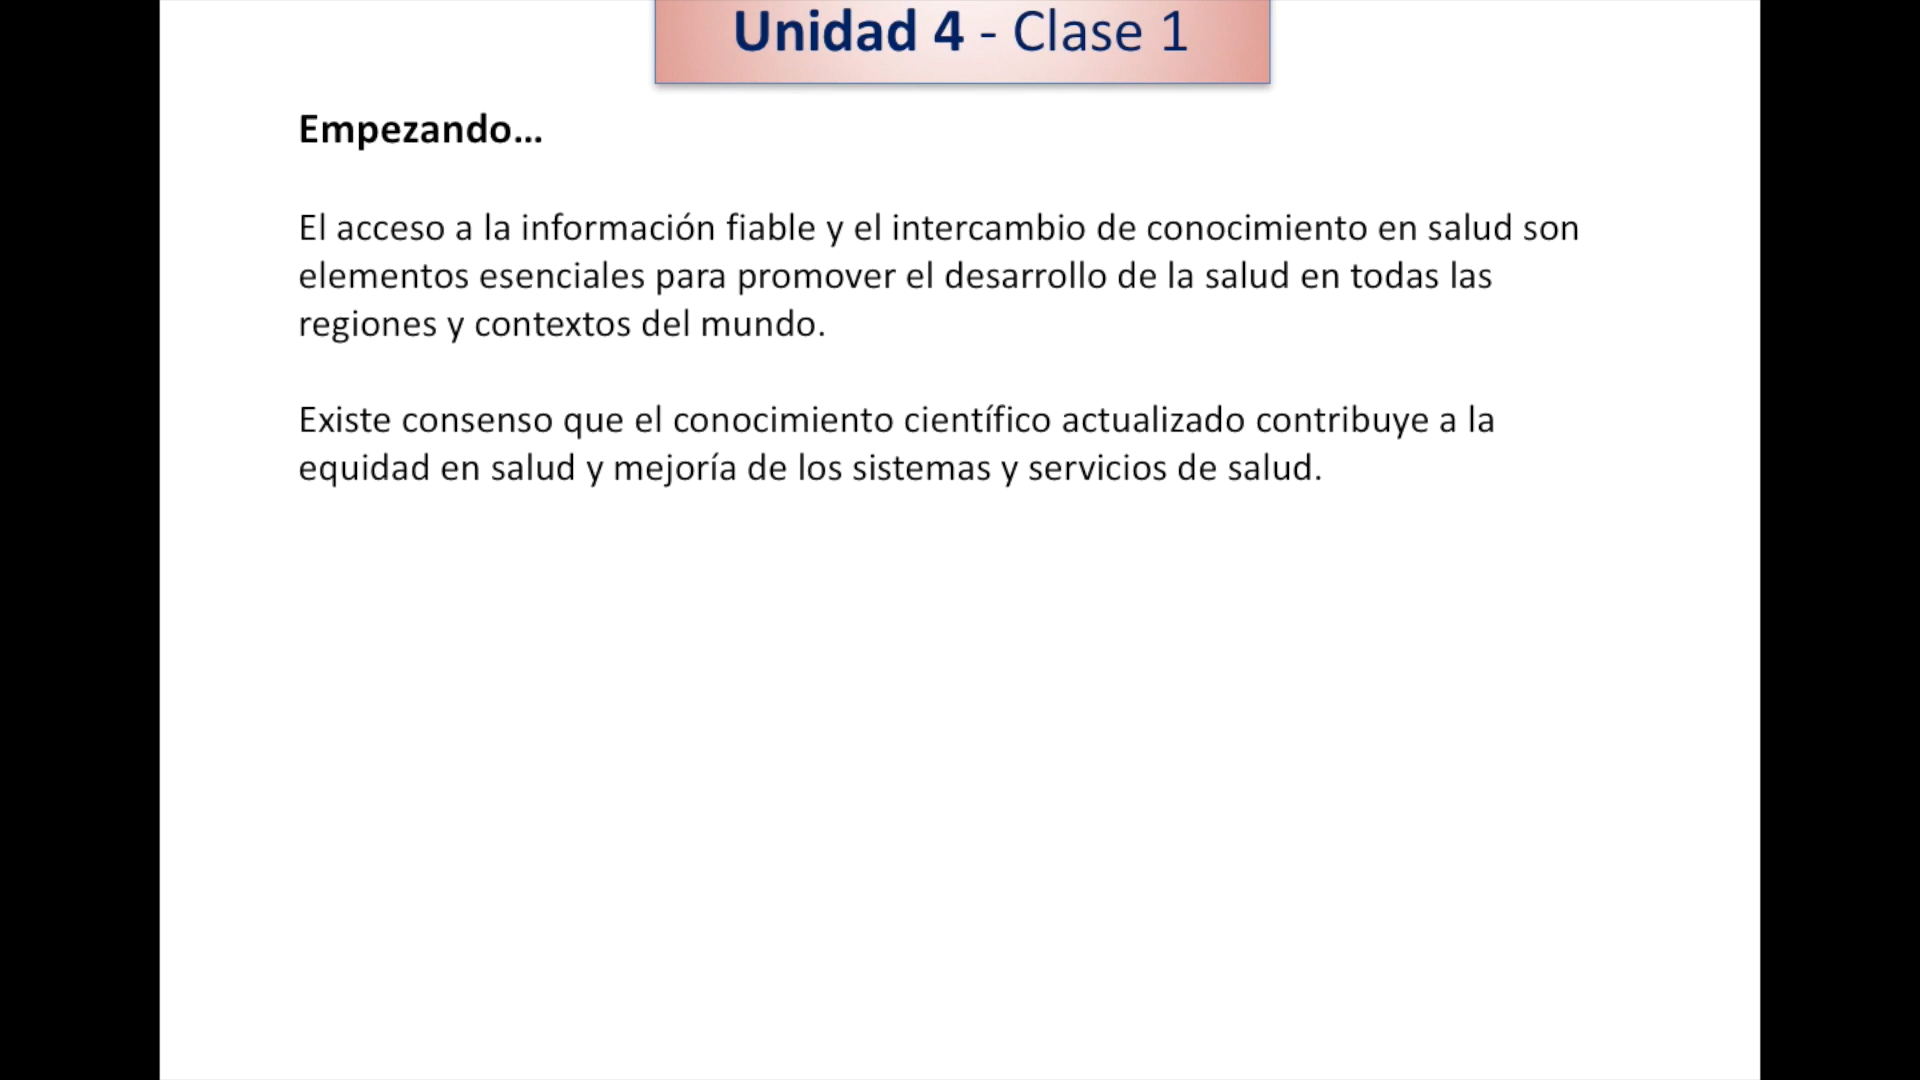 Unidad 4 - Clase 1
Empezando...
El acceso a la información fiable y el intercambio de conocimiento en salud son
elementos esenciales para promover el desarrollo de la salud en todas las
regiones y contextos del mundo.
Existe consenso que el conocimiento científico actualizado contribuye a la
equidad en salud y mejoría de los sistemas y servicios de salud.